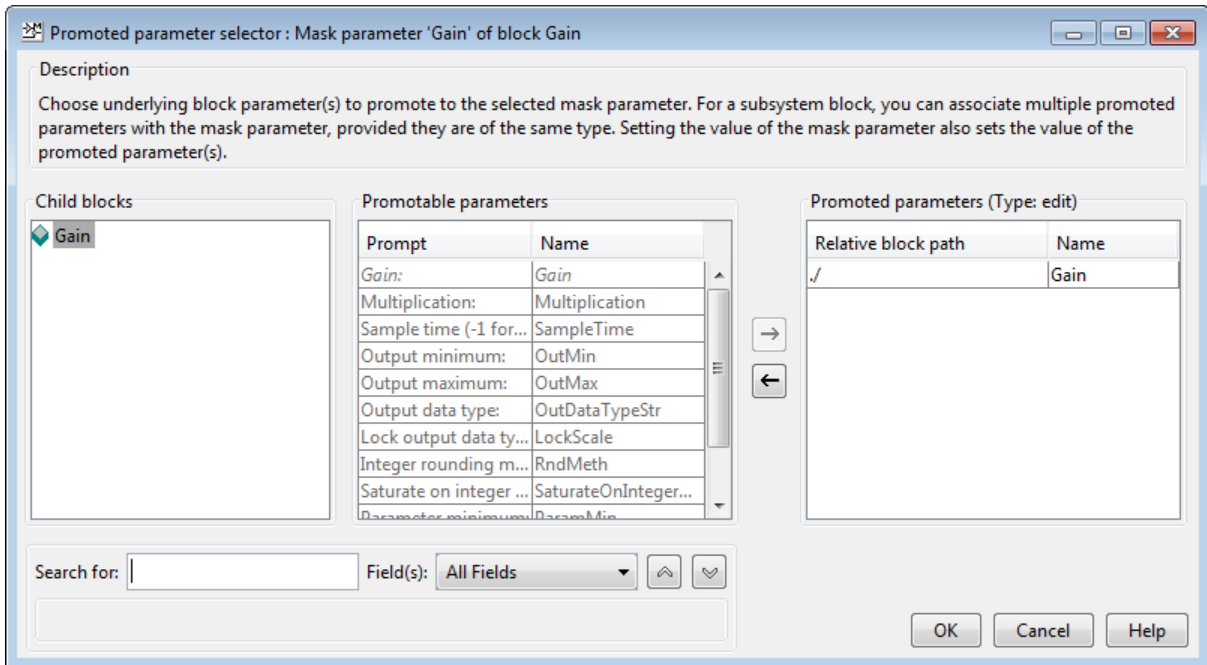 Promoted parameter selector : Mask parameter 'Gain' of block Gain
Description
Choose underlying block parameter(s) to promote to the selected mask parameter. For a subsystem block, you can associate multiple promoted
parameters with the mask parameter, provided they are of the same type. Setting the value of the mask parameter also sets the value of the
promoted parameter(s).
Child blocks
Gain
Promotable parameters
Prompt Name
Gain: Gain
Multiplication: Multiplication
Sample time (-1 for... SampleTime
Output minimum: OutMin
Output maximum: OutMax
Output data type: OutDataTypeStr
Lock output data ty... LockScale
Integer rounding m... RndMeth
Saturate on integer ... SaturateOnInteger...
Parameter minimum: ParamMin
Promoted parameters (Type: edit)
Relative block path Name
./ Gain
Search for: Field(s): All Fields
OK Cancel Help